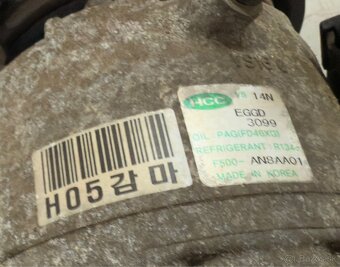 HCC VS 14N
EGGD
3099
OIL : PAG(FD46XG)
REFRIGERANT : R134a
F500-AN8AA01
MADE IN KOREA
H05감마